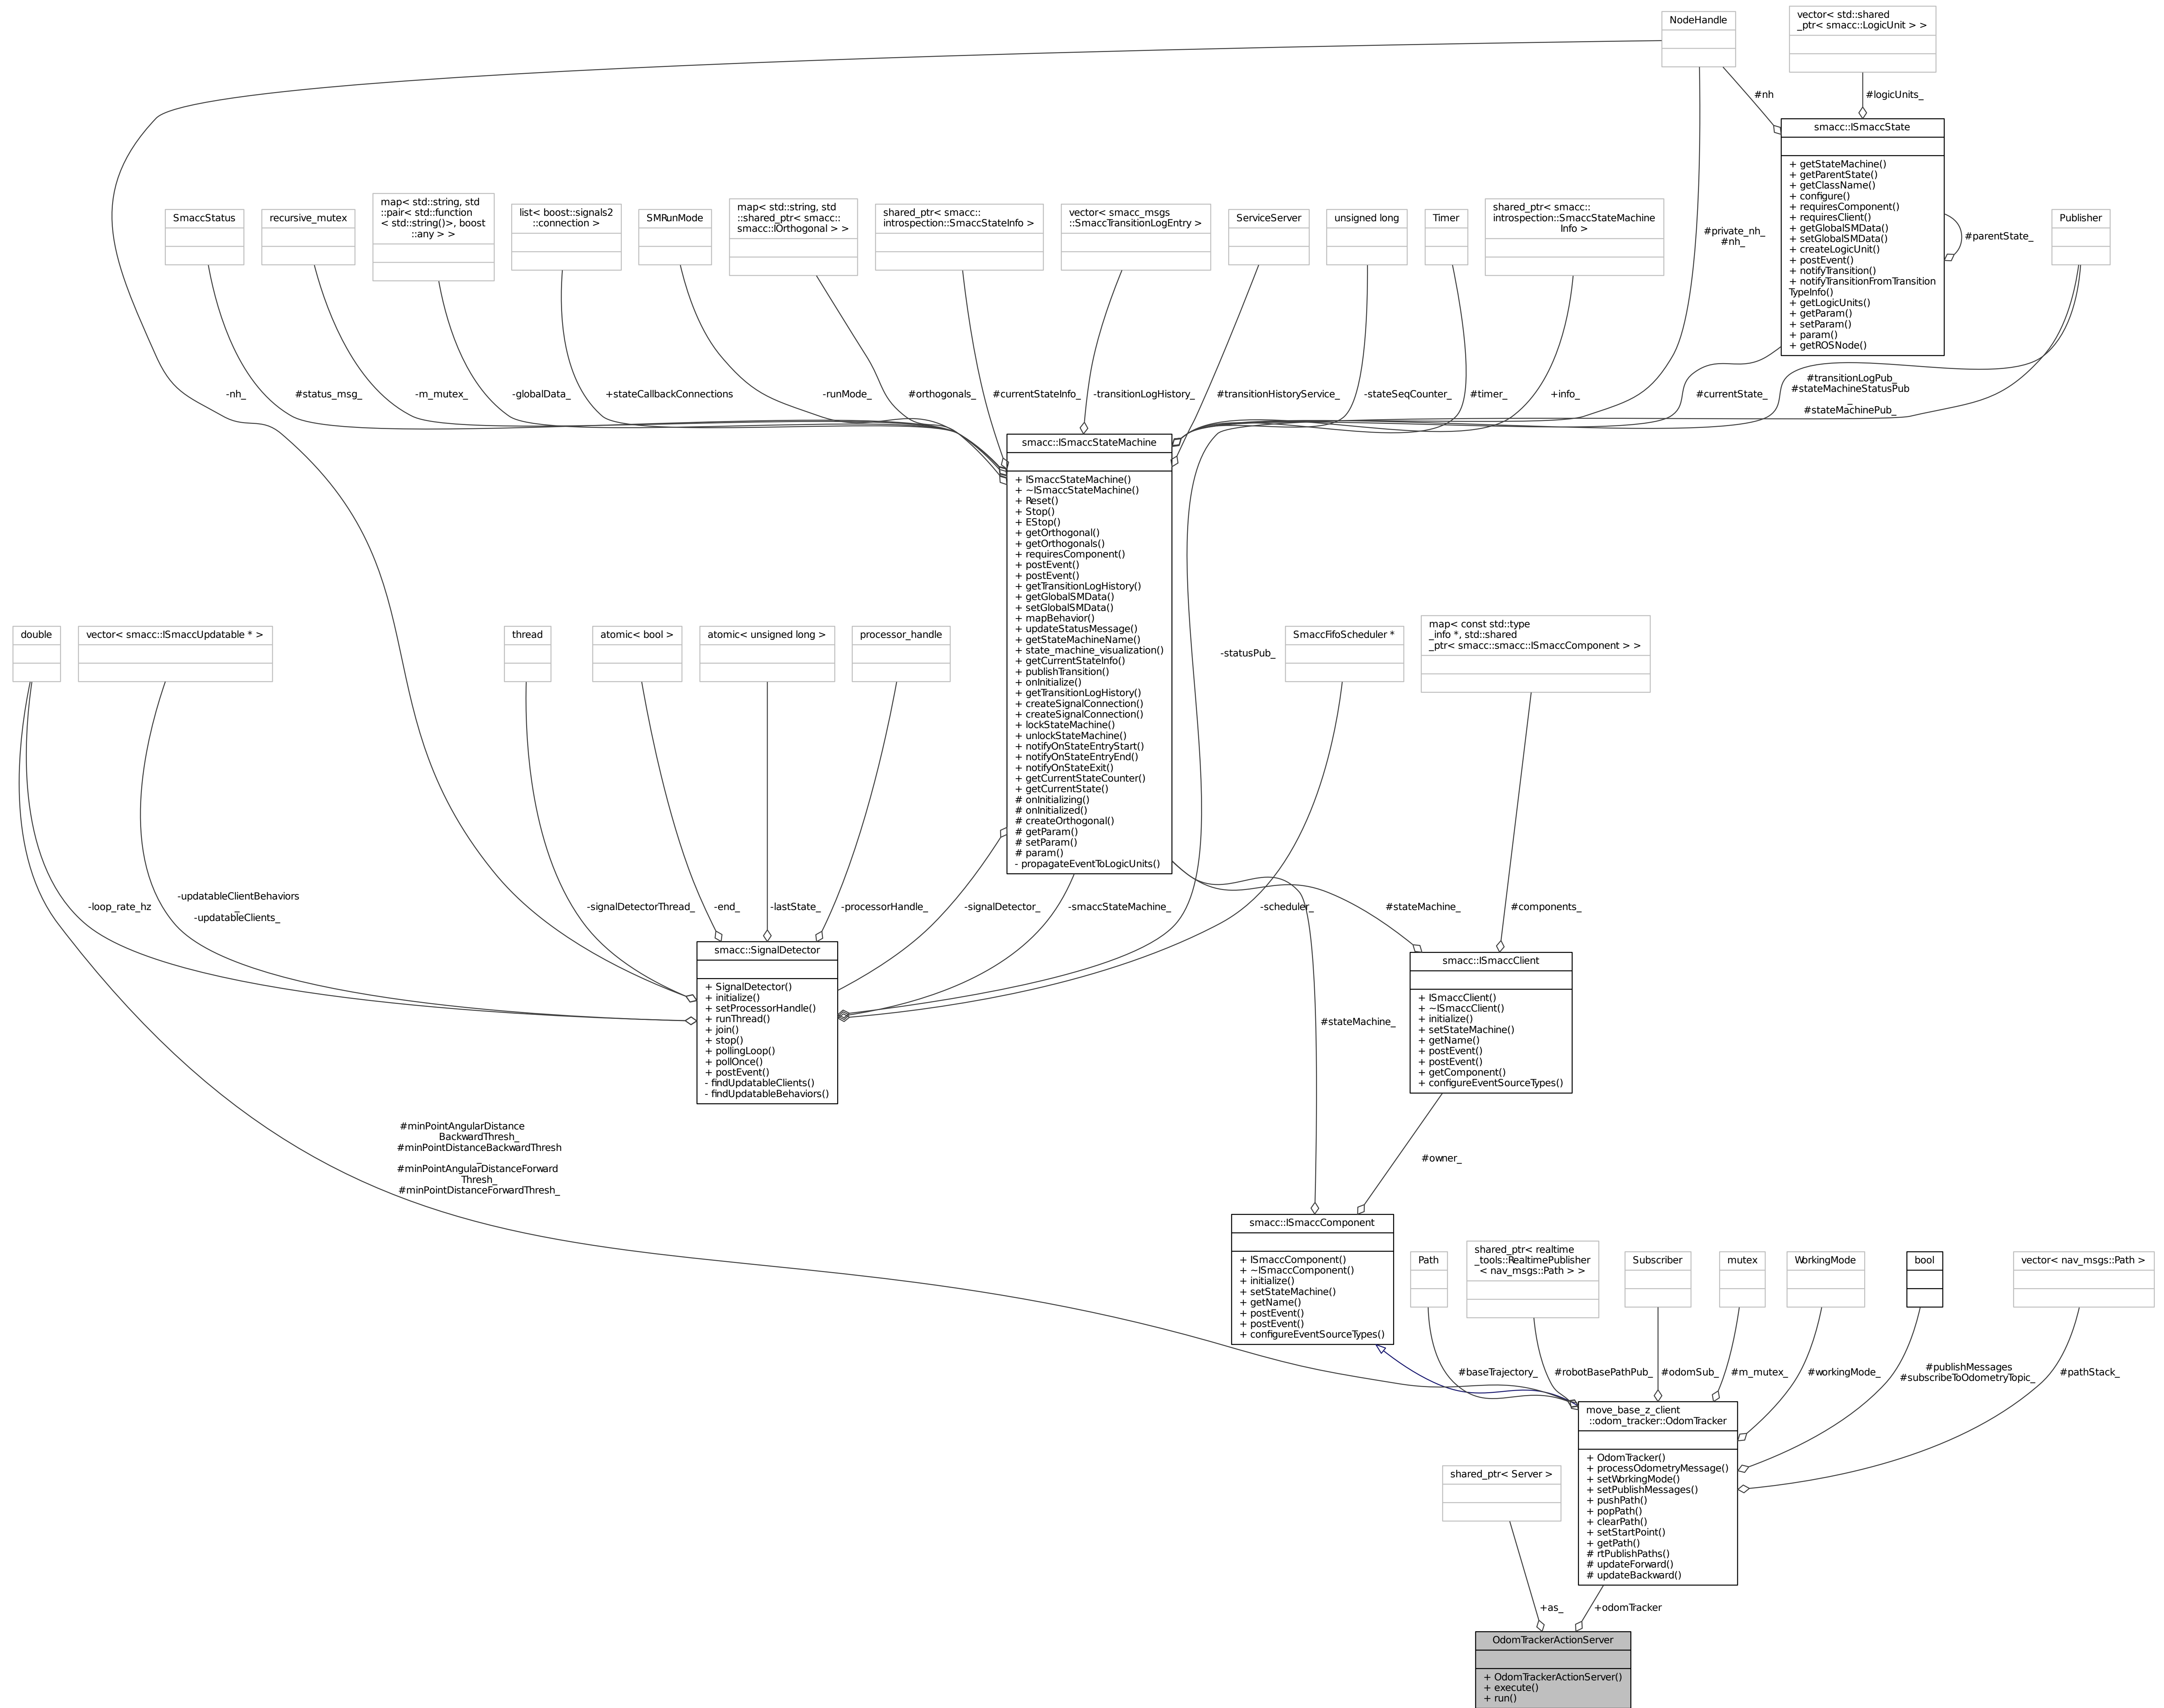 NodeHandle
vector< std::shared
_ptr< smacc::LogicUnit > >
#nh
#logicUnits_
smacc::ISmaccState
+ getStateMachine()
+ getParentState()
+ getClassName()
+ configure()
+ requiresComponent()
+ requiresClient()
+ getGlobalSMData()
+ setGlobalSMData()
+ createLogicUnit()
+ postEvent()
+ notifyTransition()
+ notifyTransitionFromTransition
TypeInfo()
+ getLogicUnits()
+ getParam()
+ setParam()
+ param()
+ getROSNode()
#parentState_
Publisher
SmaccStatus
recursive_mutex
map< std::string, std
::pair< std::function
< std::string()>, boost
::any > >
list< boost::signals2
::connection >
SMRunMode
map< std::string, std
::shared_ptr< smacc::
smacc::IOrthogonal > >
shared_ptr< smacc::
introspection::SmaccStateInfo >
vector< smacc_msgs
::SmaccTransitionLogEntry >
ServiceServer
unsigned long
Timer
shared_ptr< smacc::
introspection::SmaccStateMachine
Info >
#private_nh_
#nh_
-nh_
#status_msg_
-m_mutex_
-globalData_
+stateCallbackConnections
-runMode_
#orthogonals_
#currentStateInfo_
-transitionLogHistory_
#transitionHistoryService_
-stateSeqCounter_
#timer_
+info_
#currentState_
#transitionLogPub_
#stateMachineStatusPub
_
#stateMachinePub_
smacc::ISmaccStateMachine
+ ISmaccStateMachine()
+ ~ISmaccStateMachine()
+ Reset()
+ Stop()
+ EStop()
+ getOrthogonal()
+ getOrthogonals()
+ requiresComponent()
+ postEvent()
+ postEvent()
+ getTransitionLogHistory()
+ getGlobalSMData()
+ setGlobalSMData()
+ mapBehavior()
+ updateStatusMessage()
+ getStateMachineName()
+ state_machine_visualization()
+ getCurrentStateInfo()
+ publishTransition()
+ onInitialize()
+ getTransitionLogHistory()
+ createSignalConnection()
+ createSignalConnection()
+ lockStateMachine()
+ unlockStateMachine()
+ notifyOnStateEntryStart()
+ notifyOnStateEntryEnd()
+ notifyOnStateExit()
+ getCurrentStateCounter()
+ getCurrentState()
# onInitializing()
# onInitialized()
# createOrthogonal()
# getParam()
# setParam()
# param()
- propagateEventToLogicUnits()
double
vector< smacc::ISmaccUpdatable * >
thread
atomic< bool >
atomic< unsigned long >
processor_handle
-statusPub_
SmaccFifoScheduler *
map< const std::type
_info *, std::shared
_ptr< smacc::smacc::ISmaccComponent > >
-loop_rate_hz
-updatableClientBehaviors
_
-updatableClients_
-signalDetectorThread_
-end_
-lastState_
-processorHandle_
-signalDetector_
-smaccStateMachine_
-scheduler_
#stateMachine_
#components_
smacc::SignalDetector
+ SignalDetector()
+ initialize()
+ setProcessorHandle()
+ runThread()
+ join()
+ stop()
+ pollingLoop()
+ pollOnce()
+ postEvent()
- findUpdatableClients()
- findUpdatableBehaviors()
#stateMachine_
smacc::ISmaccClient
+ ISmaccClient()
+ ~ISmaccClient()
+ initialize()
+ setStateMachine()
+ getName()
+ postEvent()
+ postEvent()
+ getComponent()
+ configureEventSourceTypes()
#minPointAngularDistance
BackwardThresh_
#minPointDistanceBackwardThresh
_
#minPointAngularDistanceForward
Thresh_
#minPointDistanceForwardThresh_
#owner_
smacc::ISmaccComponent
+ ISmaccComponent()
+ ~ISmaccComponent()
+ initialize()
+ setStateMachine()
+ getName()
+ postEvent()
+ postEvent()
+ configureEventSourceTypes()
Path
shared_ptr< realtime
_tools::RealtimePublisher
< nav_msgs::Path > >
Subscriber
mutex
WorkingMode
bool
vector< nav_msgs::Path >
#baseTrajectory_
#robotBasePathPub_
#odomSub_
#m_mutex_
#workingMode_
#publishMessages
#subscribeToOdometryTopic_
#pathStack_
move_base_z_client
::odom_tracker::OdomTracker
+ OdomTracker()
+ processOdometryMessage()
+ setWorkingMode()
+ setPublishMessages()
+ pushPath()
+ popPath()
+ clearPath()
+ setStartPoint()
+ getPath()
# rtPublishPaths()
# updateForward()
# updateBackward()
shared_ptr< Server >
+as_
+odomTracker
OdomTrackerActionServer
+ OdomTrackerActionServer()
+ execute()
+ run()